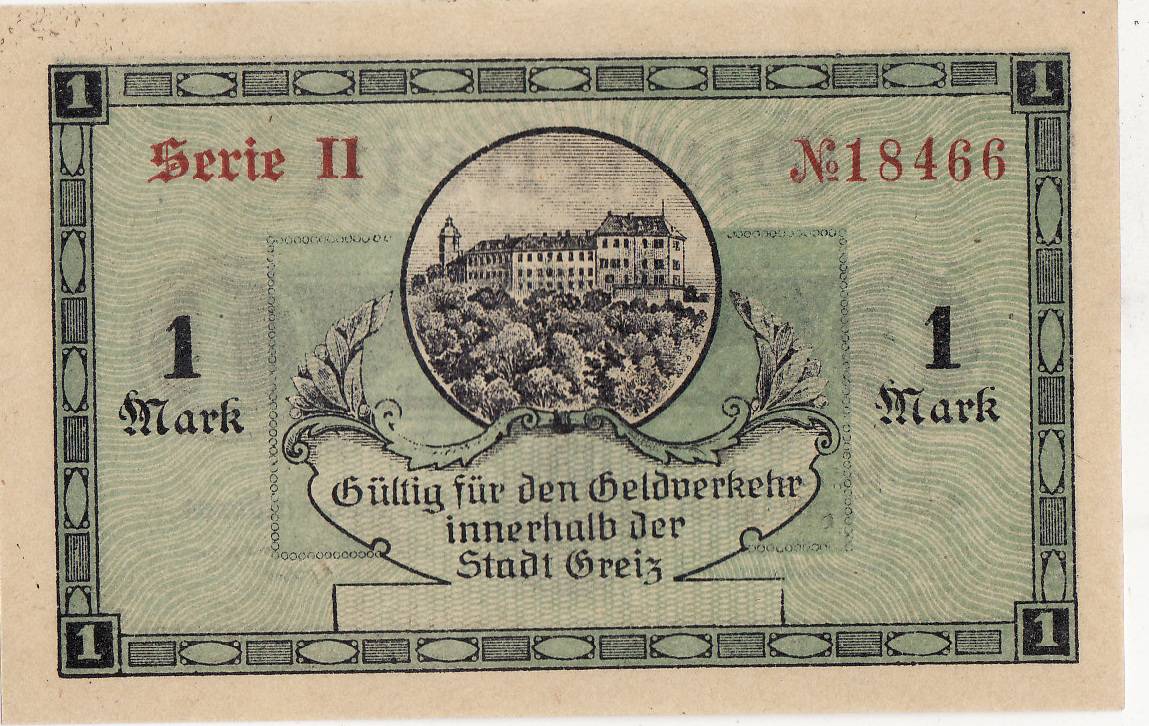 1 1
Serie II №18466
1 1
Mark Mark
Gültig für den Geldverkehr
innerhalb der
Stadt Greiz
1 1